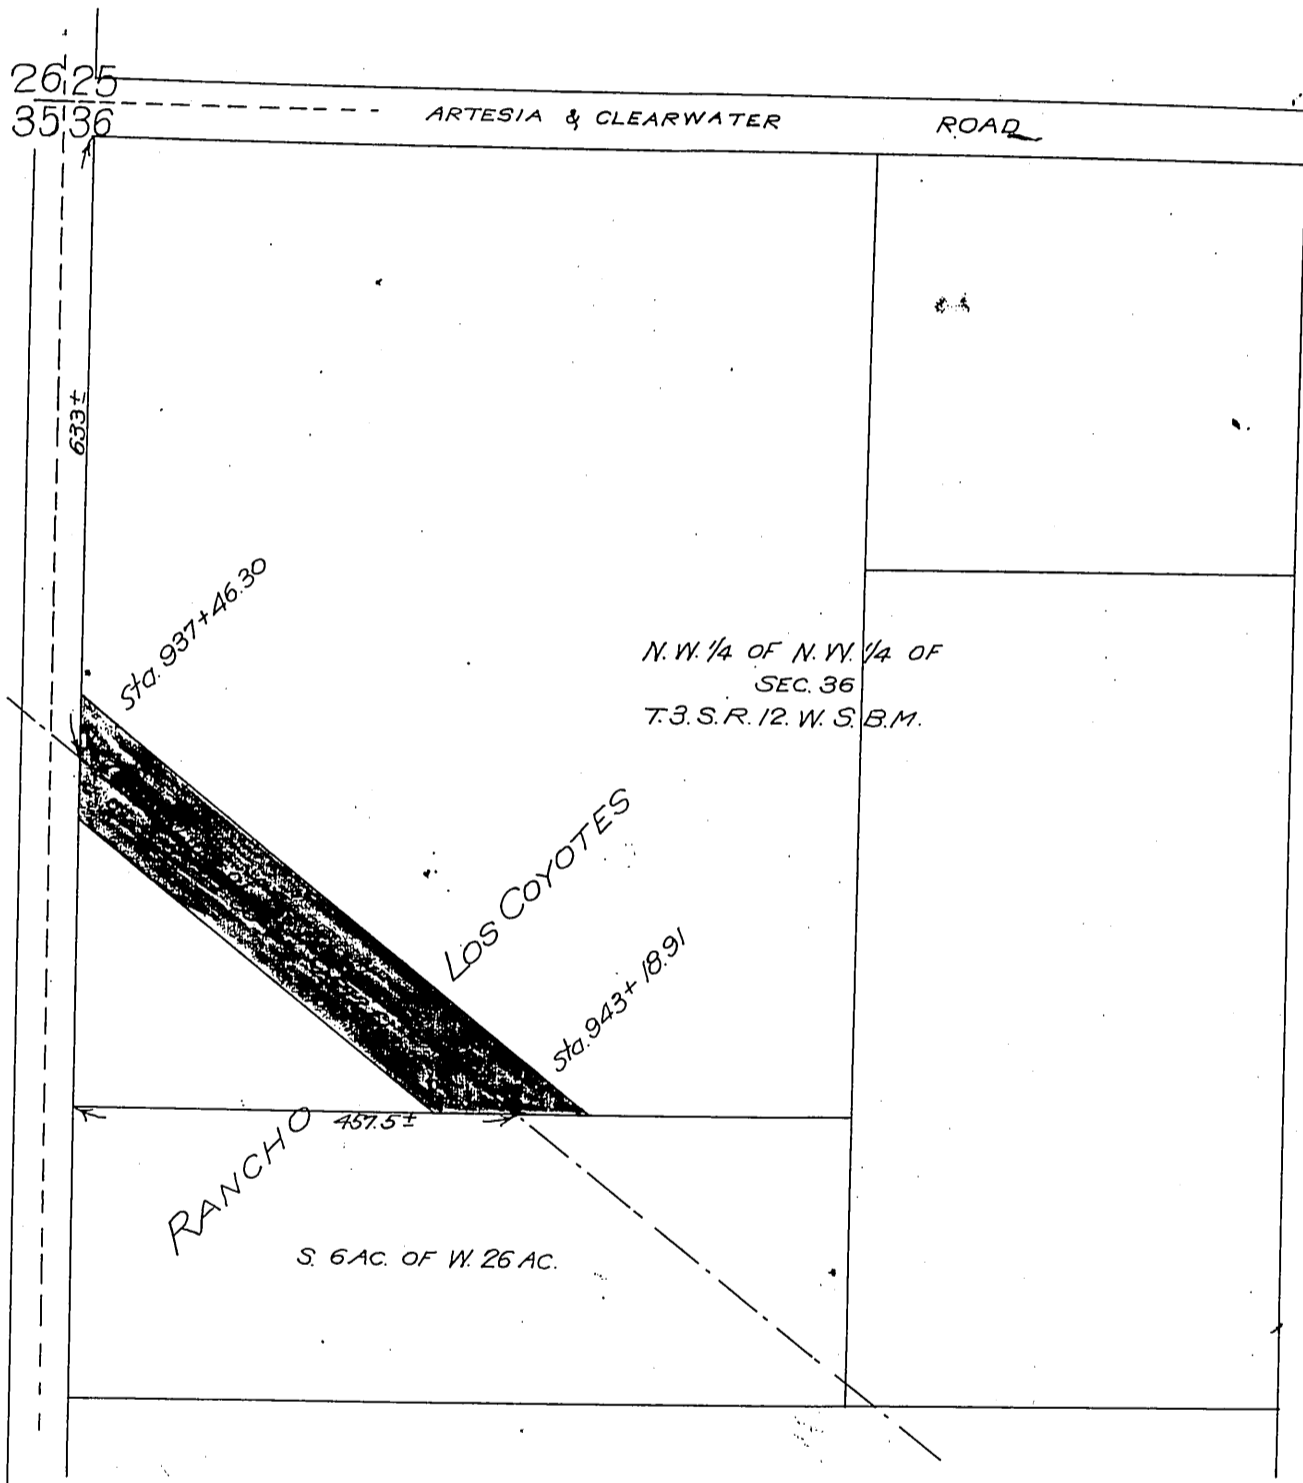 26 25
35 36
ARTESIA & CLEARWATER ROAD
633±
Sta. 937+46.30
N.W. 1/4 OF N.W. 1/4 OF
SEC. 36
T.3.S.R.12.W.S.B.M.
RANCHO LOS COYOTES
Sta. 943+18.91
457.5±
S. 6 AC. OF W. 26 AC.